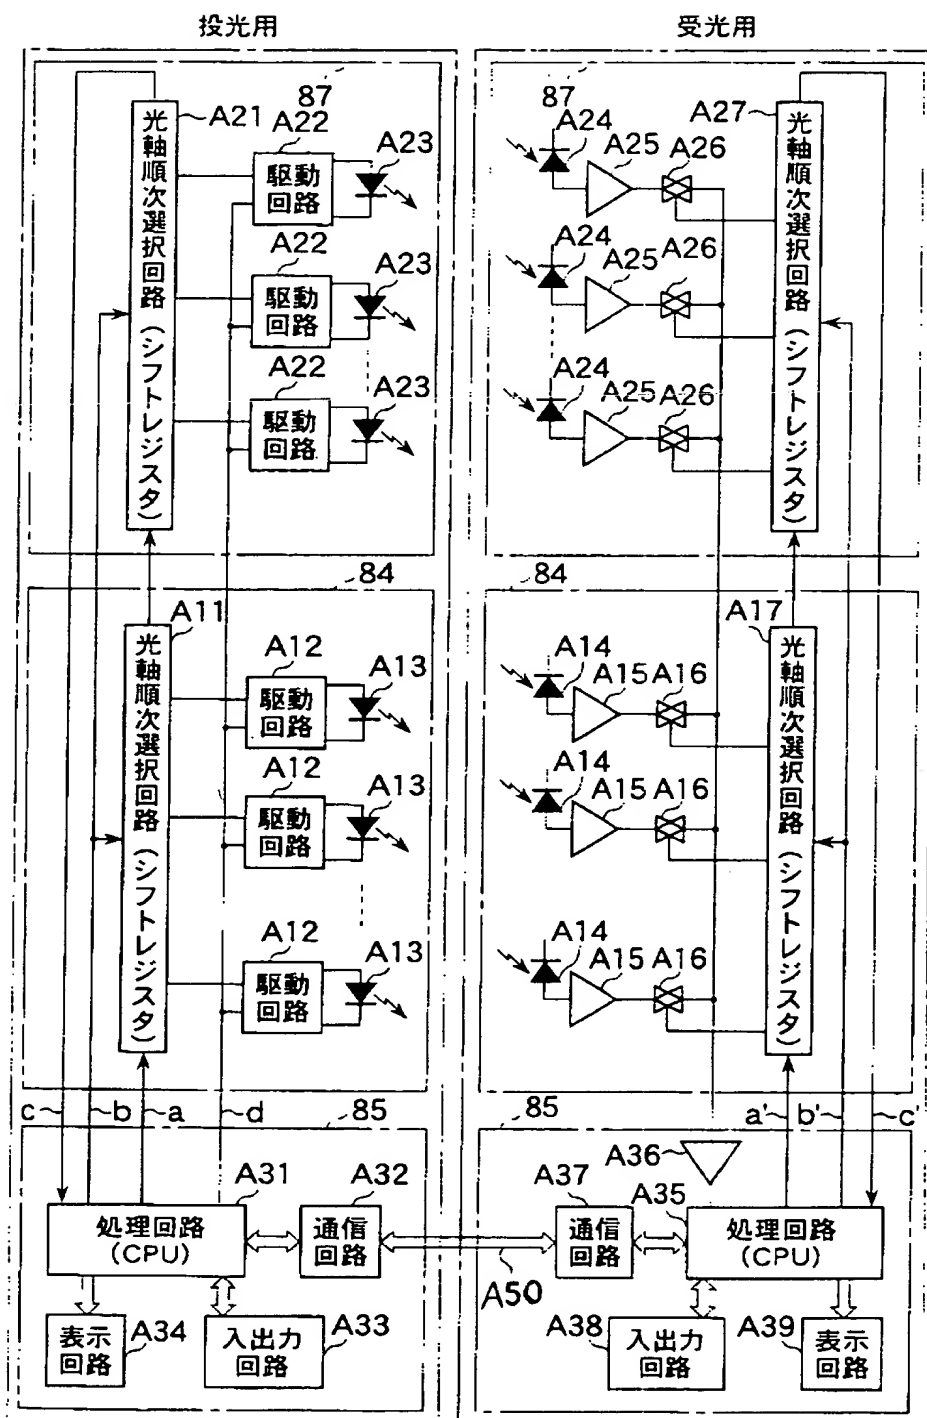 投光用
受光用
87
A21
A22
A23
光軸順次選択回路(シフトレジスタ)
駆動
回路
A22
A23
駆動
回路
A22
A23
駆動
回路
87
A24
A25
A26
A27
光軸順次選択回路(シフトレジスタ)
A24
A25
A26
A24
A25
A26
84
A11
A12
A13
光軸順次選択回路(シフトレジスタ)
駆動
回路
A12
A13
駆動
回路
A12
A13
駆動
回路
84
A17
A14
A15
A16
光軸順次選択回路(シフトレジスタ)
A14
A15
A16
A14
A15
A16
c
b
a
d
85
A31
A32
処理回路
(CPU)
通信
回路
A34
表示
回路
A33
入出力
回路
A50
85
a'
b'
c'
A36
A37
A35
通信
回路
処理回路
(CPU)
A38
入出力
回路
A39
表示
回路